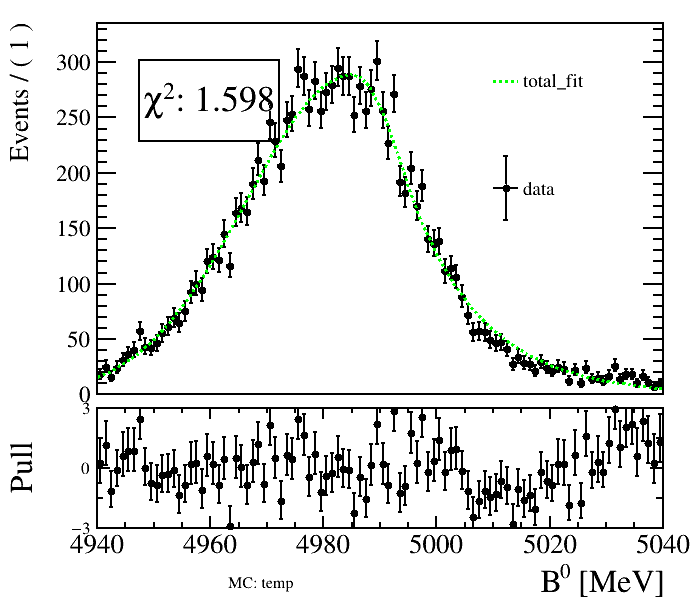 Events / ( 1 )
300
250
200
150
100
50
0
χ²: 1.598
total_fit
data
Pull
3
0
−3
4940 4960 4980 5000 5020 5040
MC: temp
B⁰ [MeV]